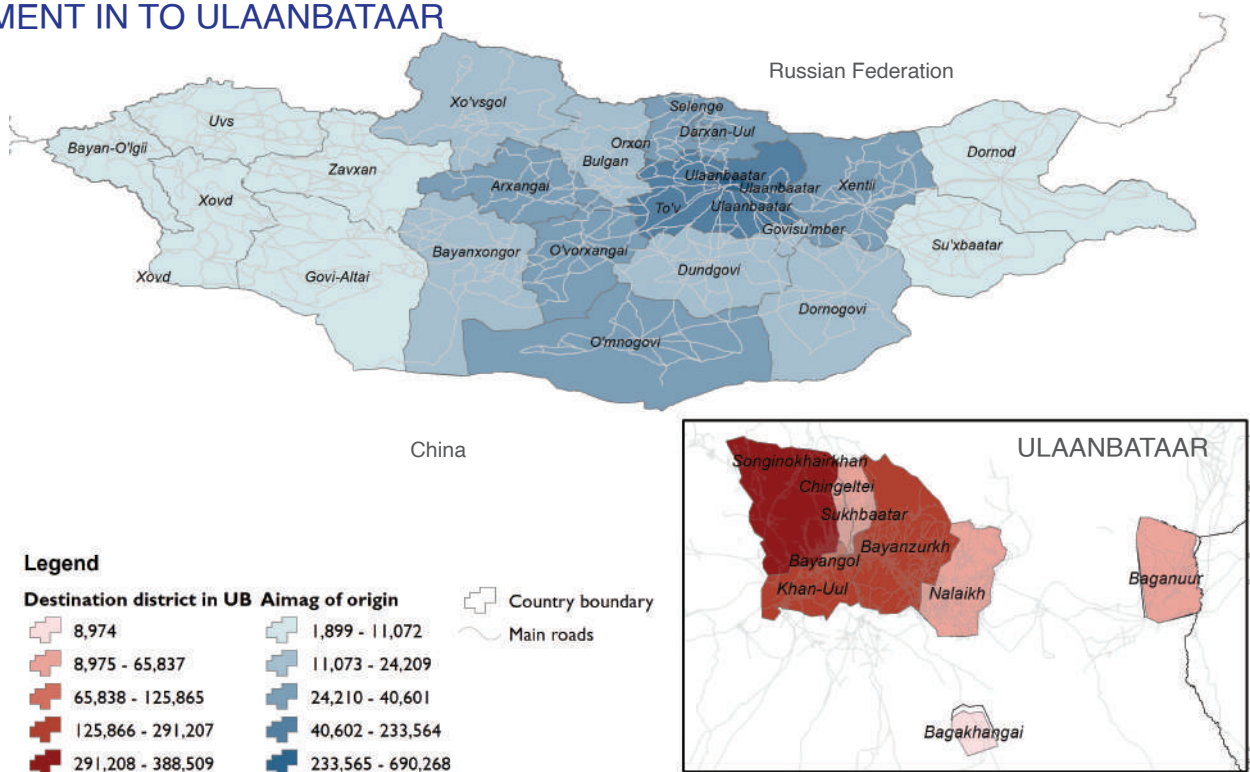 MENT IN TO ULAANBATAAR
Russian Federation
Xo'vsgol
Selenge
Uvs
Darxan-Uul
Bayan-O'lgii
Orxon
Dornod
Bulgan
Zavxan
Ulaanbaatar
Arxangai
Ulaanbaatar
Xentii
Xovd
To'v
Ulaanbaatar
Govisu'mber
Su'xbaatar
Bayanxongor
O'vorxangai
Dundgovi
Xovd
Govi-Altai
Dornogovi
O'mnogovi
China
ULAANBATAAR
Songinokhairkhan
Chingeltei
Sukhbaatar
Bayanzurkh
Bayangol
Khan-Uul
Nalaikh
Baganuur
Bagakhangai
Legend
Destination district in UB
8,974
8,975 - 65,837
65,838 - 125,865
125,866 - 291,207
291,208 - 388,509
Aimag of origin
1,899 - 11,072
11,073 - 24,209
24,210 - 40,601
40,602 - 233,564
233,565 - 690,268
Country boundary
Main roads